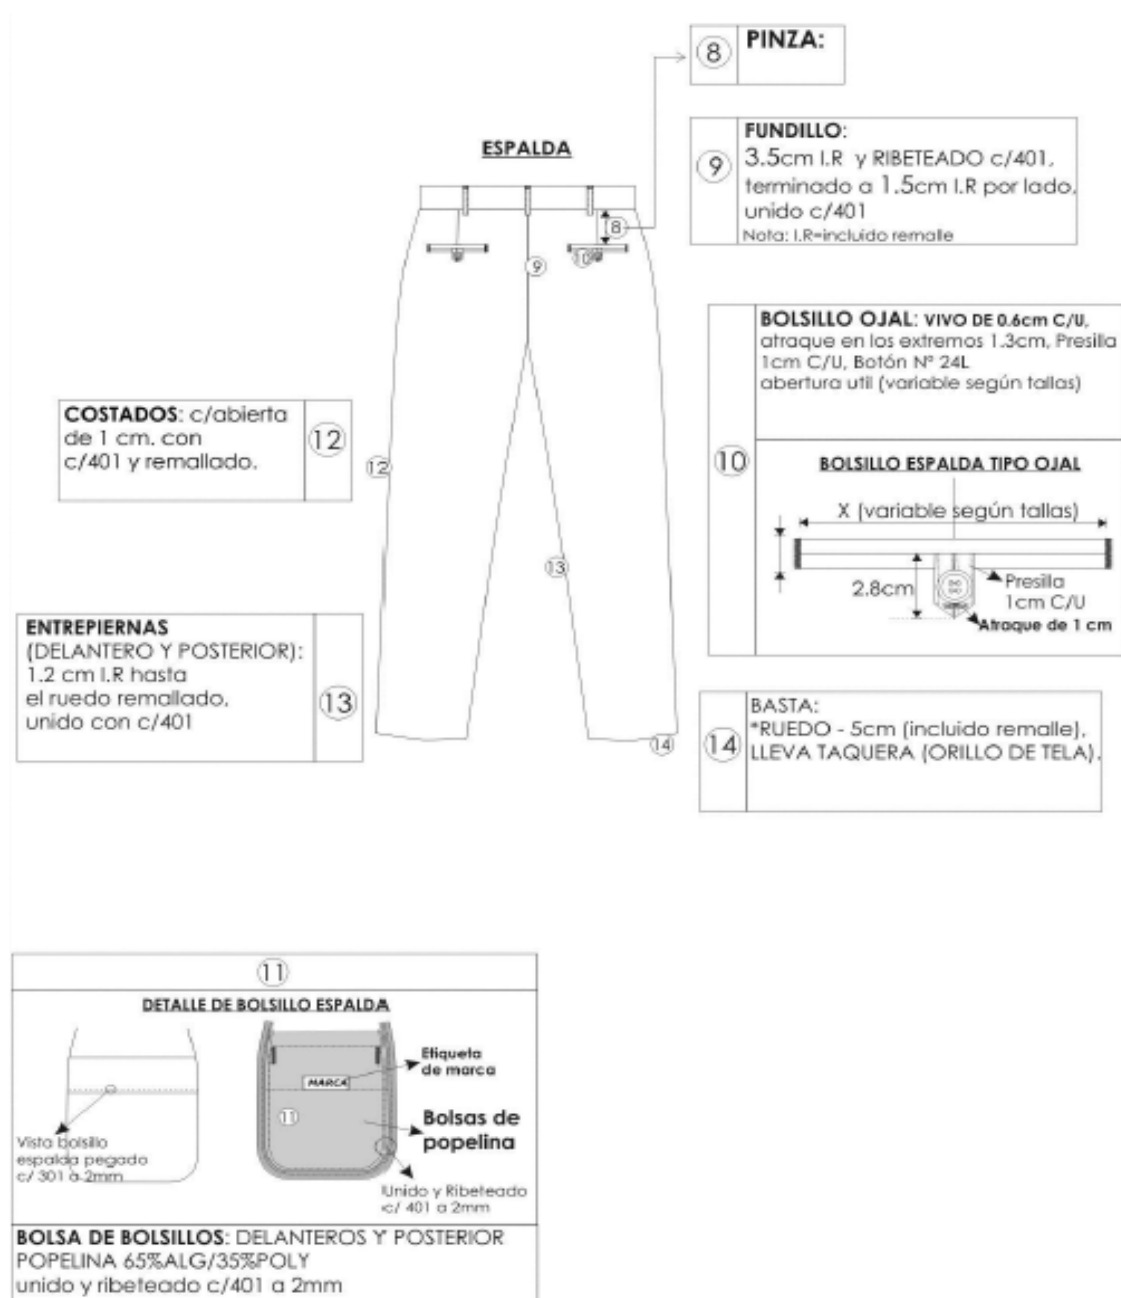 8
PINZA:
ESPALDA
9
FUNDILLO:
3.5cm I.R y RIBETEADO c/401,
terminado a 1.5cm I.R por lado,
unido c/401
Nota: I.R=incluido remalle
8
9
10
12
13
14
10
BOLSILLO OJAL: VIVO DE 0.6cm C/U,
atraque en los extremos 1.3cm, Presilla
1cm C/U, Botón Nº 24L
abertura util (variable según tallas)
BOLSILLO ESPALDA TIPO OJAL
X (variable según tallas)
2.8cm
Presilla
1cm C/U
Atraque de 1 cm
COSTADOS: c/abierta
de 1 cm. con
c/401 y remallado.
12
ENTREPIERNAS
(DELANTERO Y POSTERIOR):
1.2 cm I.R hasta
el ruedo remallado,
unido con c/401
13
14
BASTA:
*RUEDO - 5cm (incluido remalle),
LLEVA TAQUERA (ORILLO DE TELA).
11
DETALLE DE BOLSILLO ESPALDA
Vista bolsillo
espalda pegado
c/ 301 a 2mm
MARCA
11
Etiqueta
de marca
Bolsas de
popelina
Unido y Ribeteado
c/ 401 a 2mm
BOLSA DE BOLSILLOS: DELANTEROS Y POSTERIOR
POPELINA 65%ALG/35%POLY
unido y ribeteado c/401 a 2mm